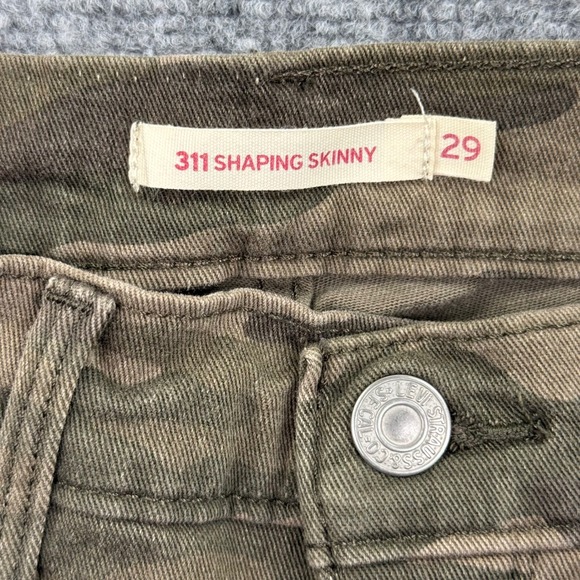 311 SHAPING SKINNY
29
LEVI STRAUSS & CO